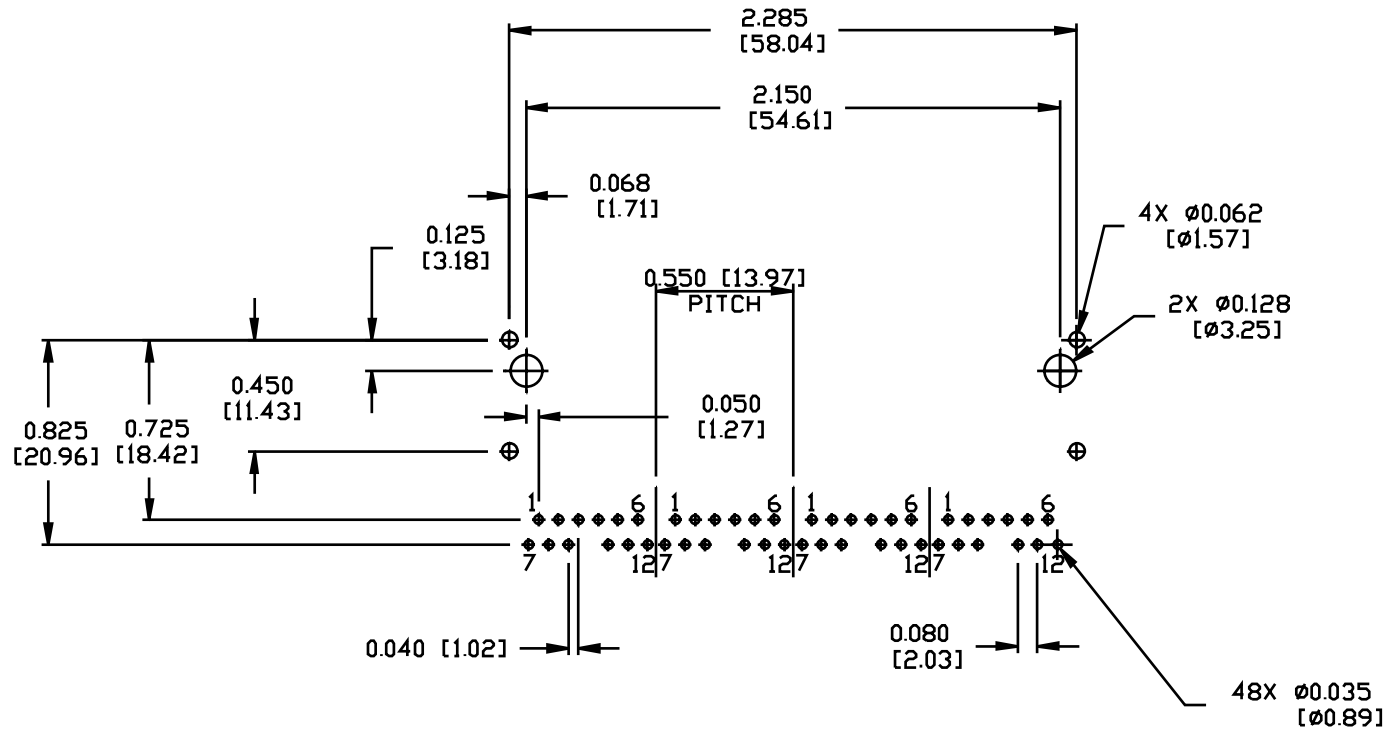 2.285
[58.04]
2.150
[54.61]
0.068
[1.71]
4X ø0.062
[ø1.57]
0.125
[3.18]
0.550 [13.97]
PITCH
2X ø0.128
[ø3.25]
0.450
[11.43]
0.050
[1.27]
0.825
[20.96]
0.725
[18.42]
1 6 1 6 1 6 1 6
7 12 7 12 7 12 7 12
0.040 [1.02]
0.080
[2.03]
48X ø0.035
[ø0.89]